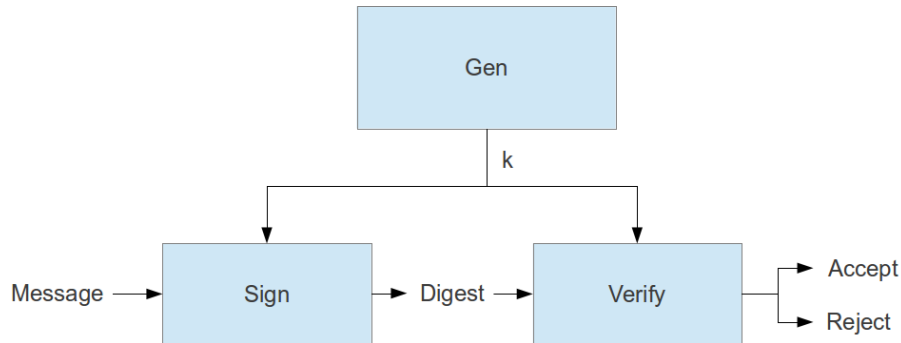 Gen
k
Message
Sign
Digest
Verify
Accept
Reject